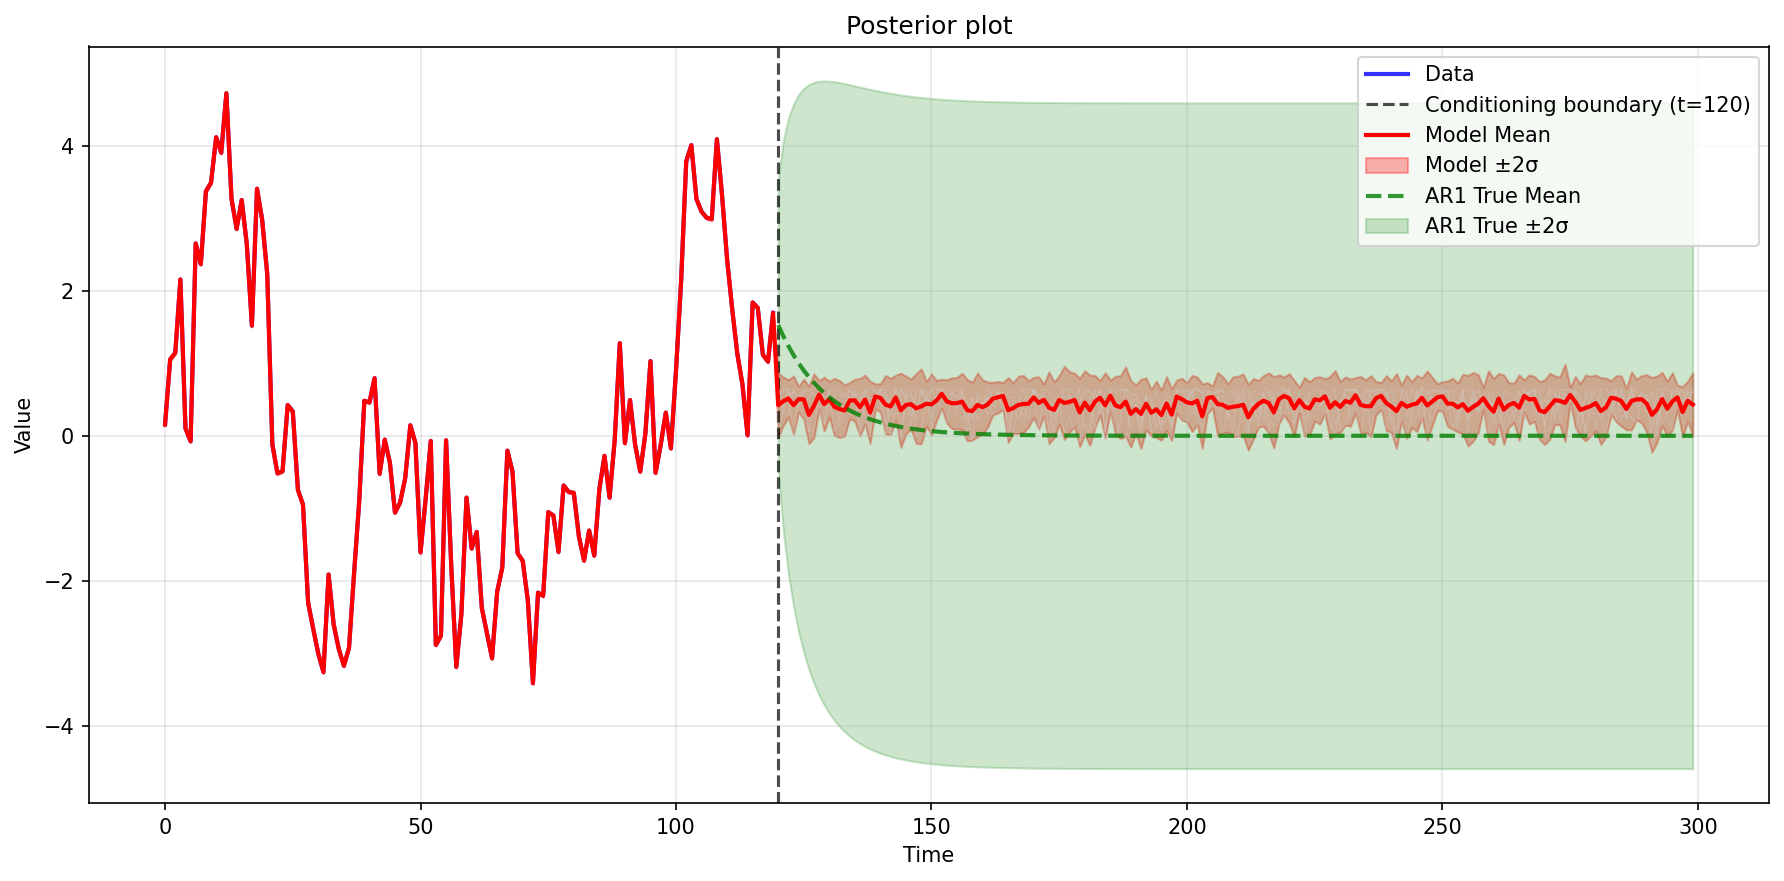 Posterior plot
Data
Conditioning boundary (t=120)
Model Mean
Model ±2σ
AR1 True Mean
AR1 True ±2σ
Value
4
2
0
−2
−4
0
50
100
150
200
250
300
Time